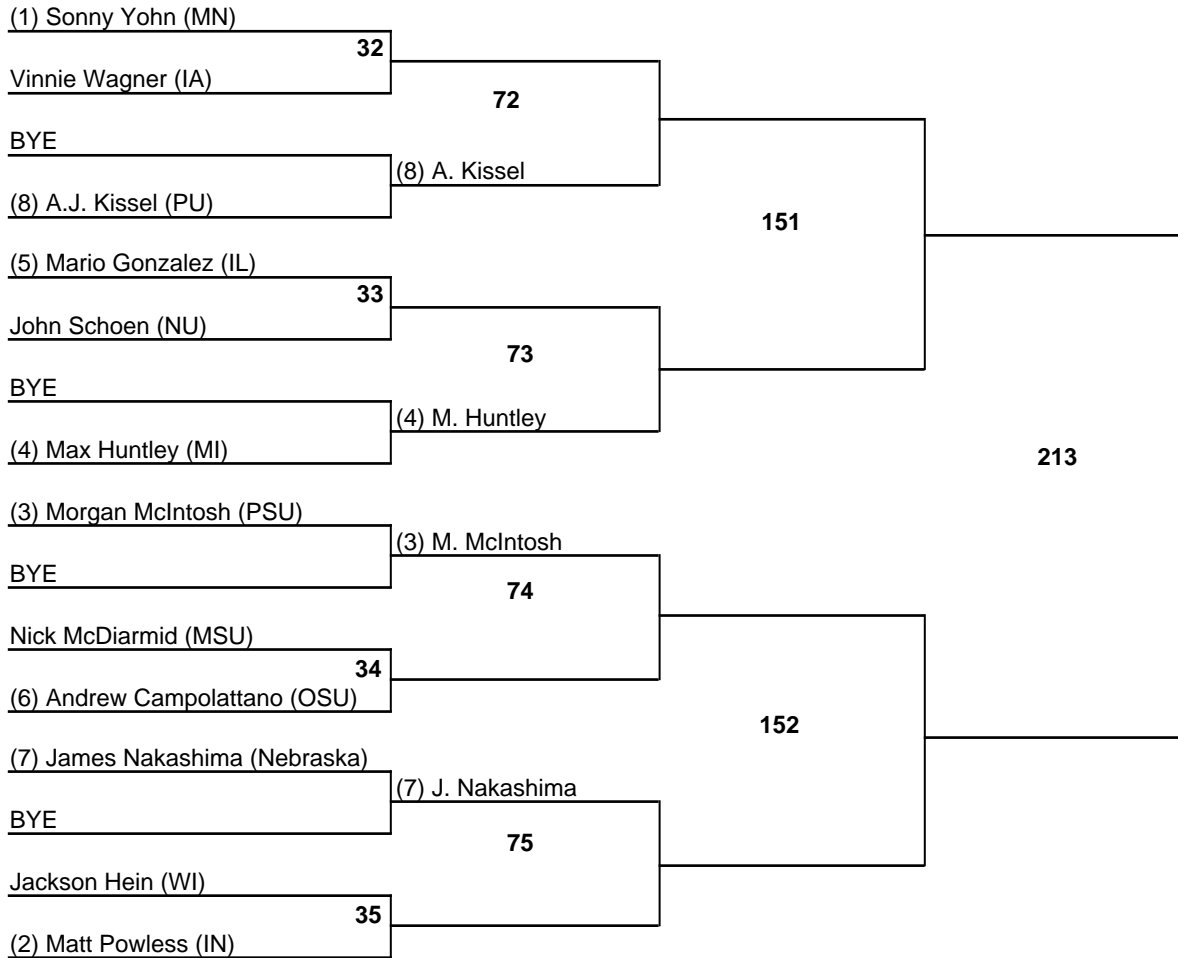 (1) Sonny Yohn (MN)
32
Vinnie Wagner (IA)
72
BYE
(8) A. Kissel
(8) A.J. Kissel (PU)
151
(5) Mario Gonzalez (IL)
33
John Schoen (NU)
73
BYE
(4) M. Huntley
(4) Max Huntley (MI)
213
(3) Morgan McIntosh (PSU)
(3) M. McIntosh
BYE
74
Nick McDiarmid (MSU)
34
(6) Andrew Campolattano (OSU)
152
(7) James Nakashima (Nebraska)
(7) J. Nakashima
BYE
75
Jackson Hein (WI)
35
(2) Matt Powless (IN)